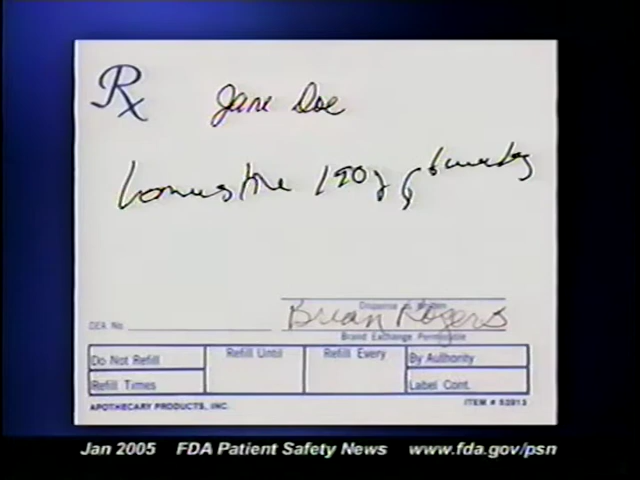 Rx
Jane Doe
Lomustine 190
Dispense as Written
Brian Rogers
DEA No.
Brand Exchange Permissible
Do Not Refill
Refill Until
Refill Every
By Authority
Refill Times
Label Cont.
APOTHECARY PRODUCTS, INC.
Jan 2005 FDA Patient Safety News www.fda.gov/psn